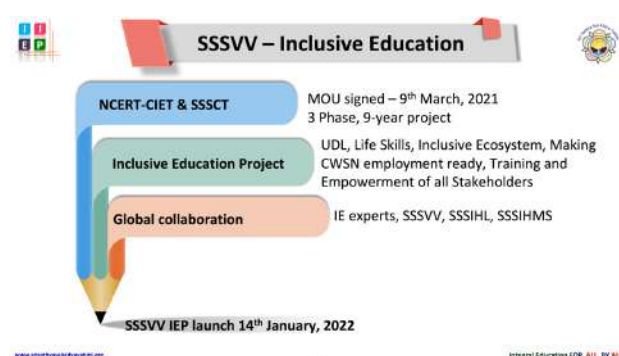 I I
E P
SSSVV – Inclusive Education
NCERT-CIET & SSSCT
MOU signed – 9th March, 2021
3 Phase, 9-year project
Inclusive Education Project
UDL, Life Skills, Inclusive Ecosystem, Making
CWSN employment ready, Training and
Empowerment of all Stakeholders
Global collaboration
IE experts, SSSVV, SSSIHL, SSSIHMS
SSSVV IEP launch 14th January, 2022
Integral Education FOR ALL BY